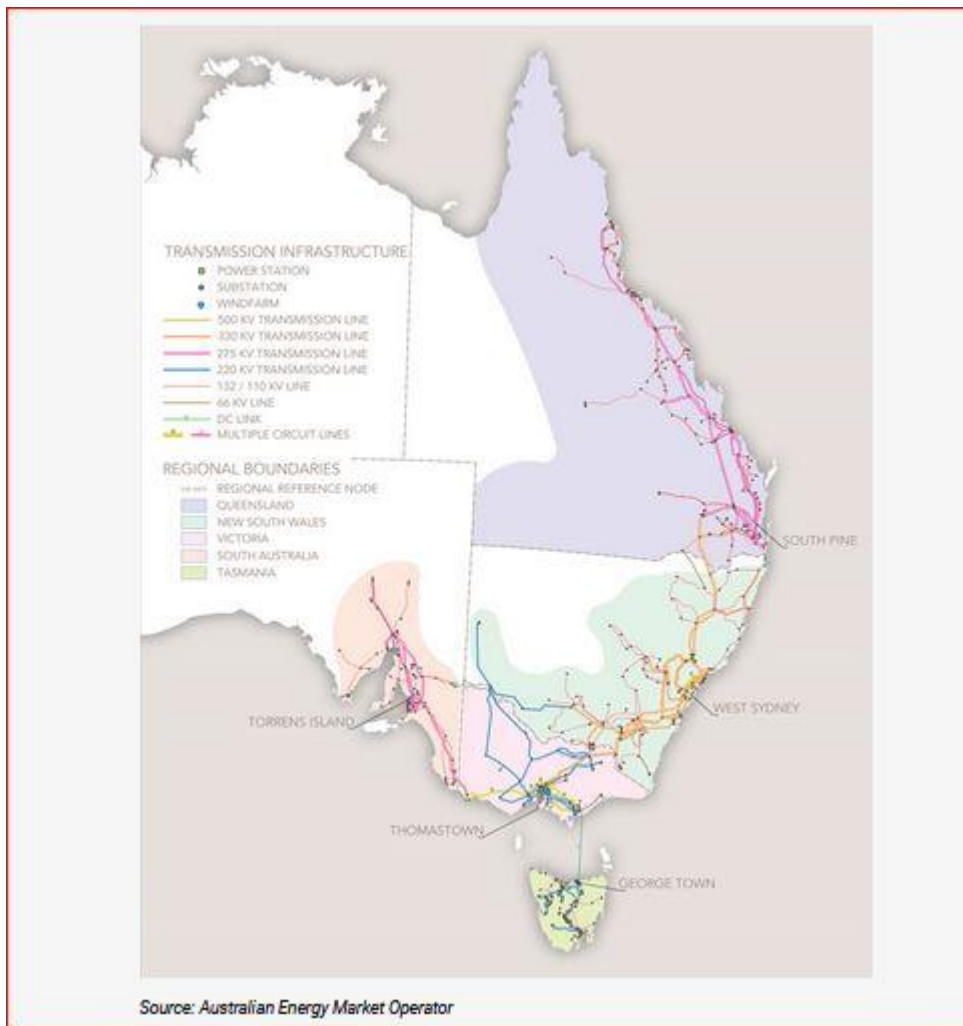 TRANSMISSION INFRASTRUCTURE
POWER STATION
SUBSTATION
WINDFARM
500 KV TRANSMISSION LINE
330 KV TRANSMISSION LINE
275 KV TRANSMISSION LINE
220 KV TRANSMISSION LINE
132 / 110 KV LINE
66 KV LINE
DC LINK
MULTIPLE CIRCUIT LINES
REGIONAL BOUNDARIES
REGIONAL REFERENCE NODE
QUEENSLAND
NEW SOUTH WALES
VICTORIA
SOUTH AUSTRALIA
TASMANIA
SOUTH PINE
WEST SYDNEY
TORRENS ISLAND
THOMASTOWN
GEORGE TOWN
Source: Australian Energy Market Operator